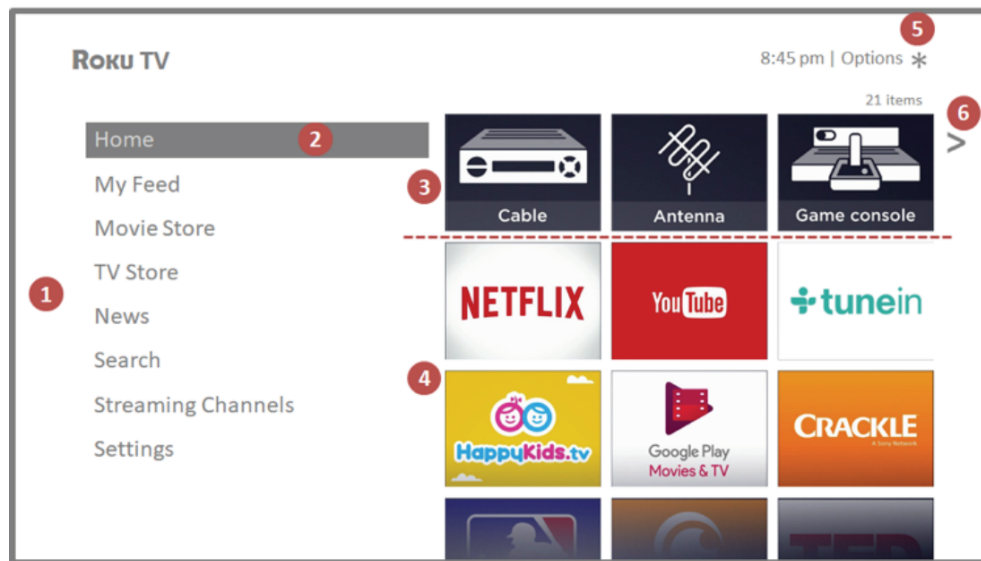 5
ROKU TV
8:45 pm | Options *
21 items
6
>
Home 2
My Feed
Movie Store
TV Store
News
Search
Streaming Channels
Settings
1
3
Cable
Antenna
Game console
NETFLIX
YouTube
tunein
4
HappyKids.tv
Google Play
Movies & TV
CRACKLE
A Sony Network
TED